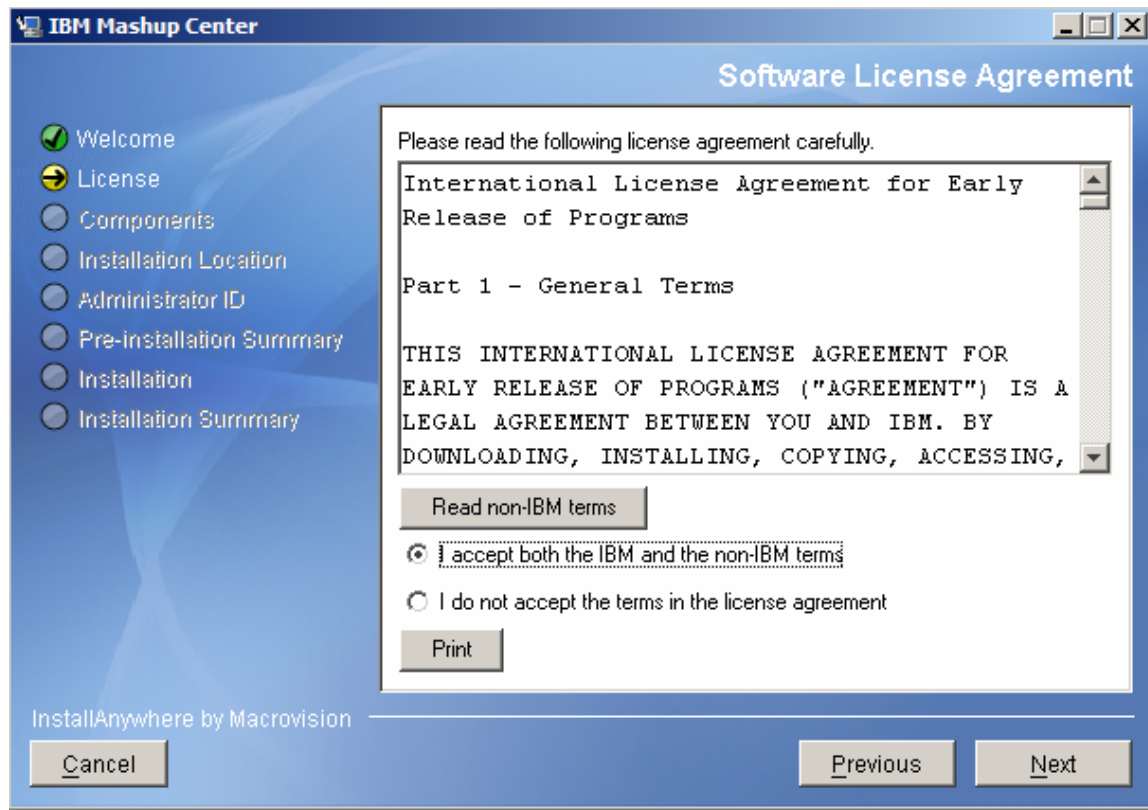 IBM Mashup Center
Software License Agreement
Welcome
License
Components
Installation Location
Administrator ID
Pre-installation Summary
Installation
Installation Summary
Please read the following license agreement carefully.
International License Agreement for Early
Release of Programs
Part 1 - General Terms
THIS INTERNATIONAL LICENSE AGREEMENT FOR
EARLY RELEASE OF PROGRAMS ("AGREEMENT") IS A
LEGAL AGREEMENT BETWEEN YOU AND IBM. BY
DOWNLOADING, INSTALLING, COPYING, ACCESSING,
Read non-IBM terms
I accept both the IBM and the non-IBM terms
I do not accept the terms in the license agreement
Print
InstallAnywhere by Macrovision
Cancel
Previous
Next